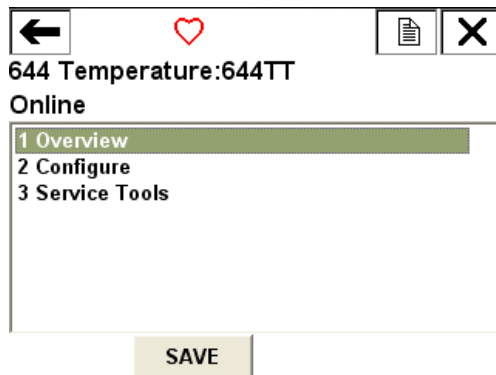 644 Temperature:644TT
Online
1 Overview
2 Configure
3 Service Tools
SAVE